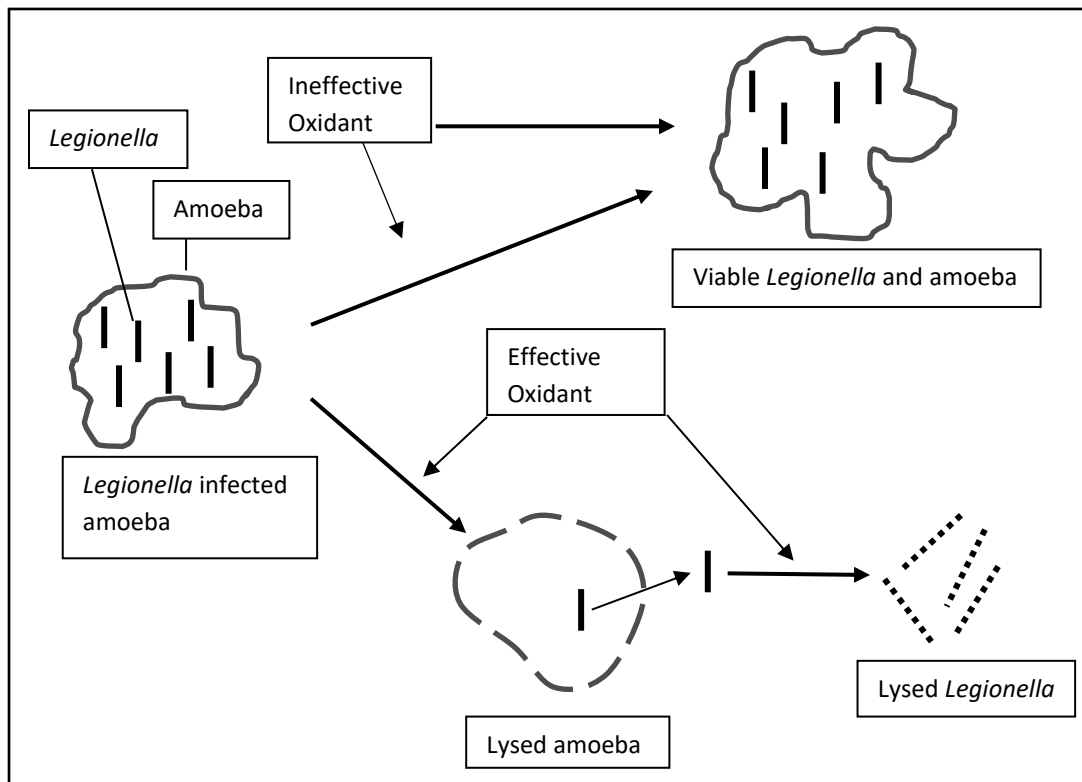 Ineffective
Oxidant
Legionella
Amoeba
Viable Legionella and amoeba
Effective
Oxidant
Legionella infected
amoeba
Lysed Legionella
Lysed amoeba